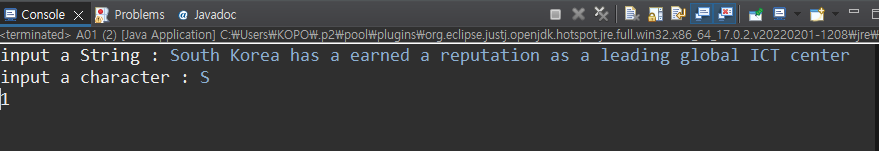 Console Problems Javadoc
<terminated> A01 (2) [Java Application] C:₩Users₩KOPO₩.p2₩pool₩plugins₩org.eclipse.justj.openjdk.hotspot.jre.full.win32.x86_64_17.0.2.v20220201-1208₩jre₩
input a String : South Korea has a earned a reputation as a leading global ICT center
input a character : S
1